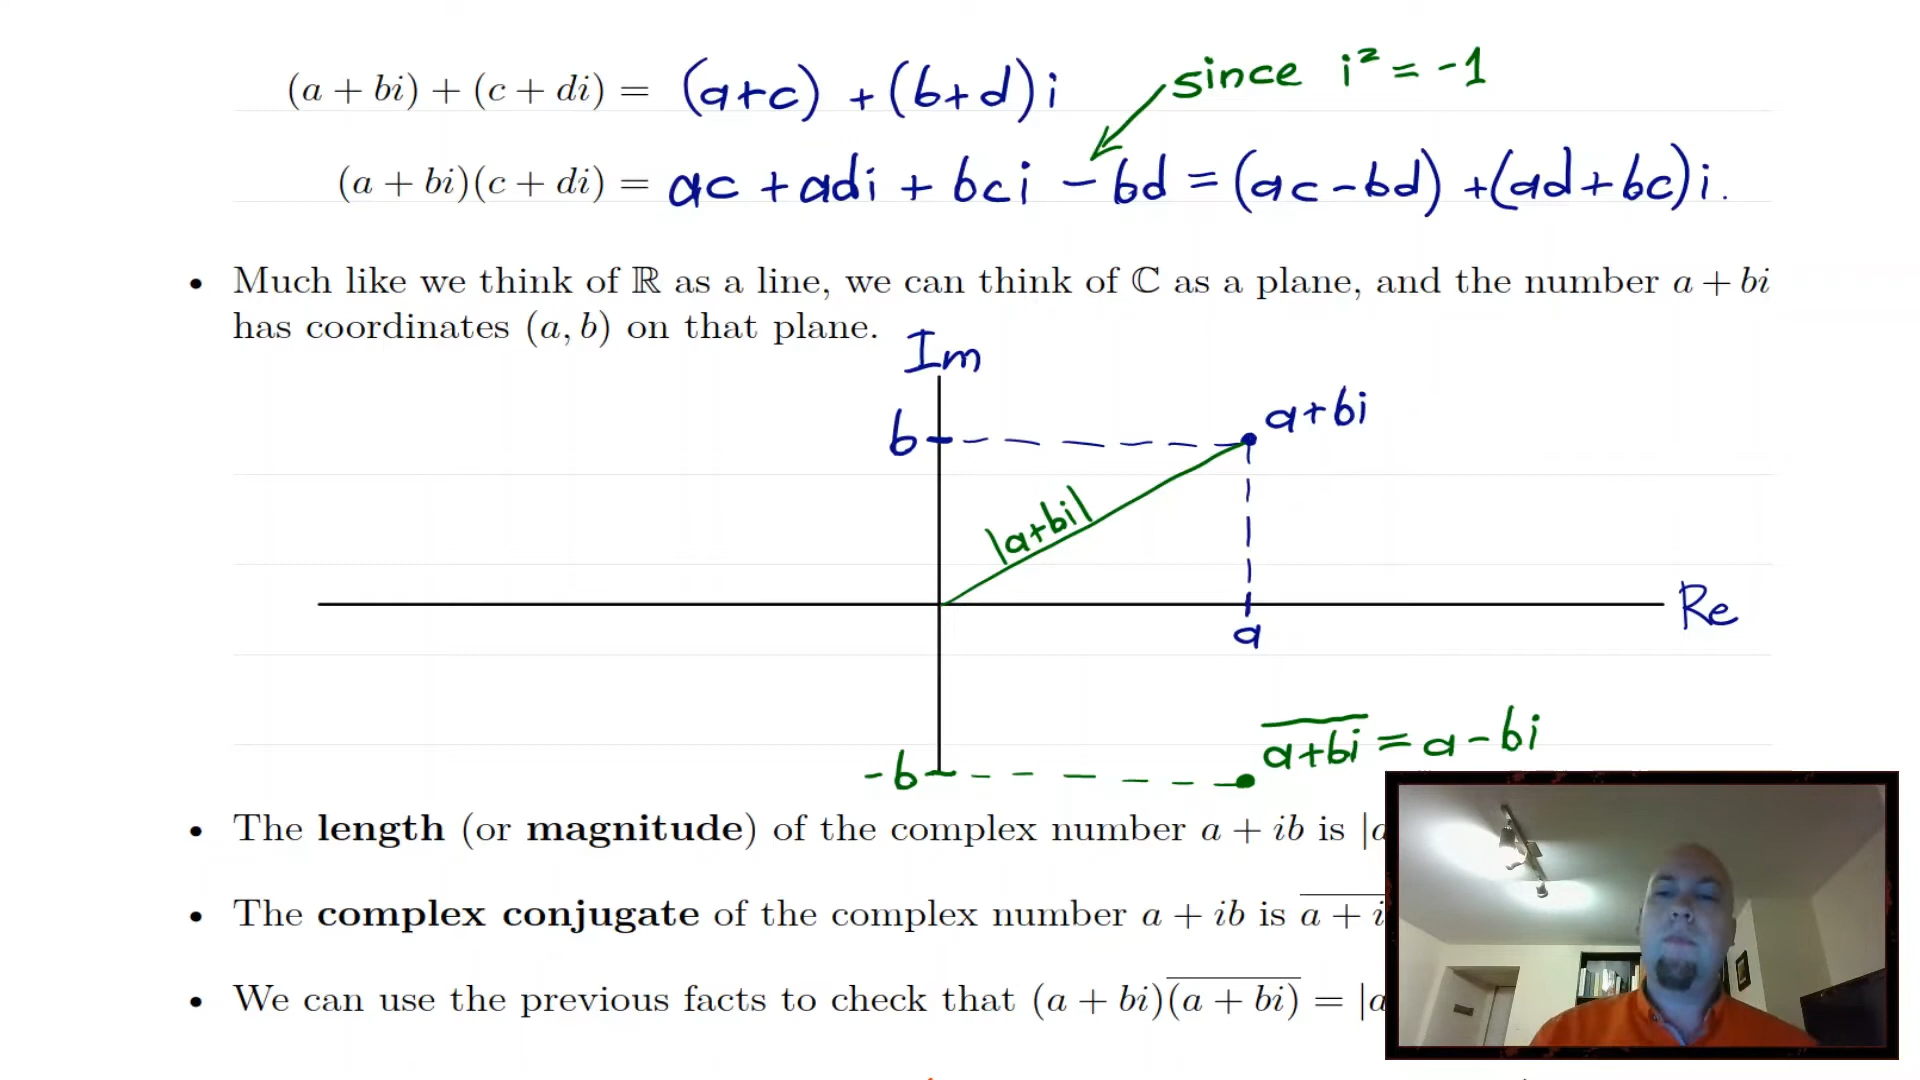 (a + bi) + (c + di) = (a+c) + (b+d)i
since i² = -1
(a + bi)(c + di) = ac + adi + bci - bd = (ac-bd) + (ad+bc)i.
• Much like we think of ℝ as a line, we can think of ℂ as a plane, and the number a + bi
has coordinates (a, b) on that plane.
Im
b
a+bi
|a+bi|
Re
a
-b
\overline{a+bi} = a-bi
• The length (or magnitude) of the complex number a + ib is |a
• The complex conjugate of the complex number a + ib is \overline{a + i
• We can use the previous facts to check that (a + bi)\overline{(a + bi)} = |a